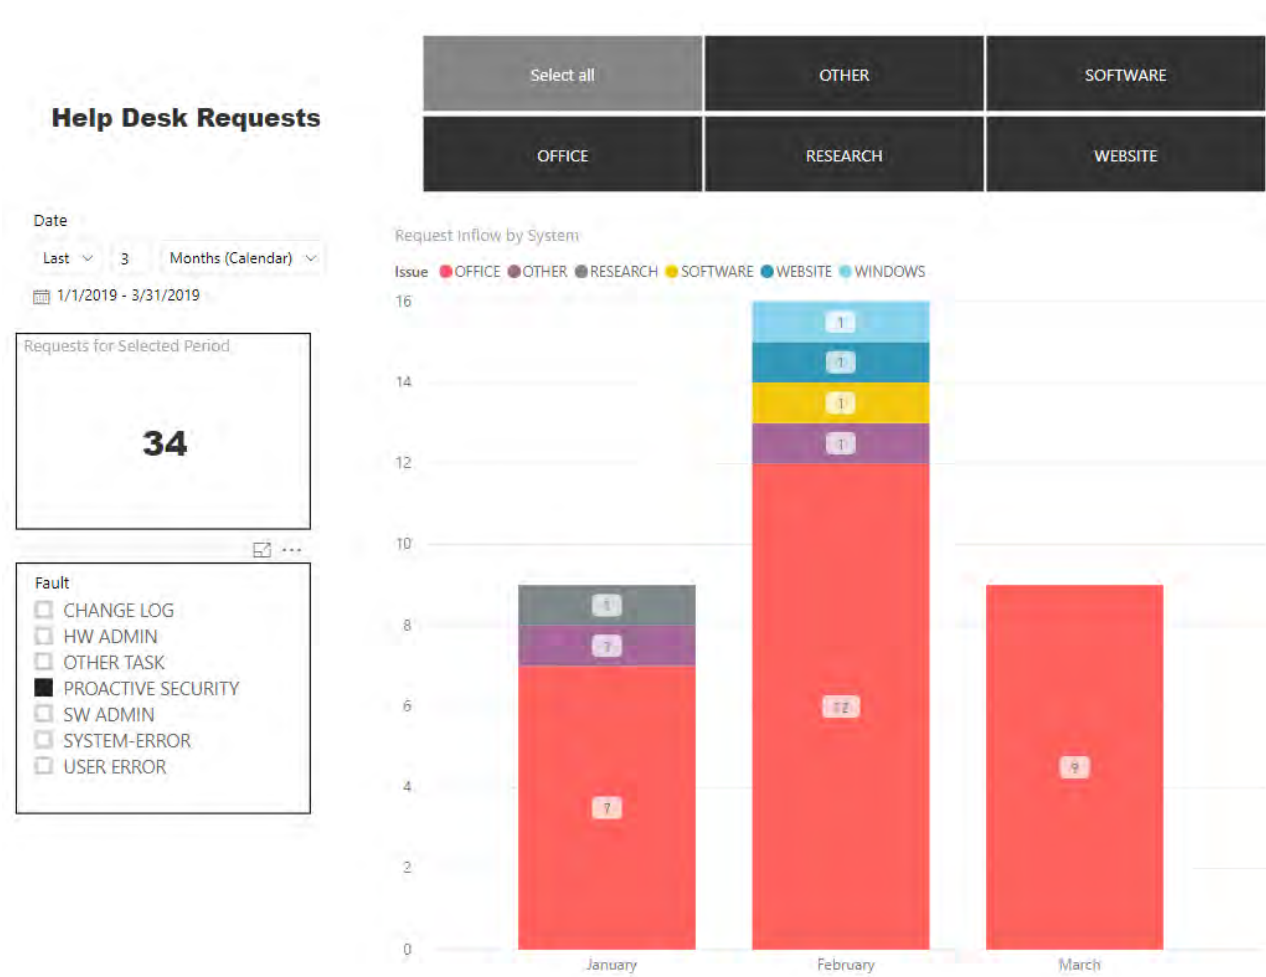 Select all
OTHER
SOFTWARE
Help Desk Requests
OFFICE
RESEARCH
WEBSITE
Date
Last 3 Months (Calendar)
1/1/2019 - 3/31/2019
Request Inflow by System
Issue OFFICE OTHER RESEARCH SOFTWARE WEBSITE WINDOWS
Requests for Selected Period
34
Fault
CHANGE LOG
HW ADMIN
OTHER TASK
PROACTIVE SECURITY
SW ADMIN
SYSTEM-ERROR
USER ERROR
16
14
12
10
8
6
4
2
0
1
7
1
1
1
1
12
9
January
February
March